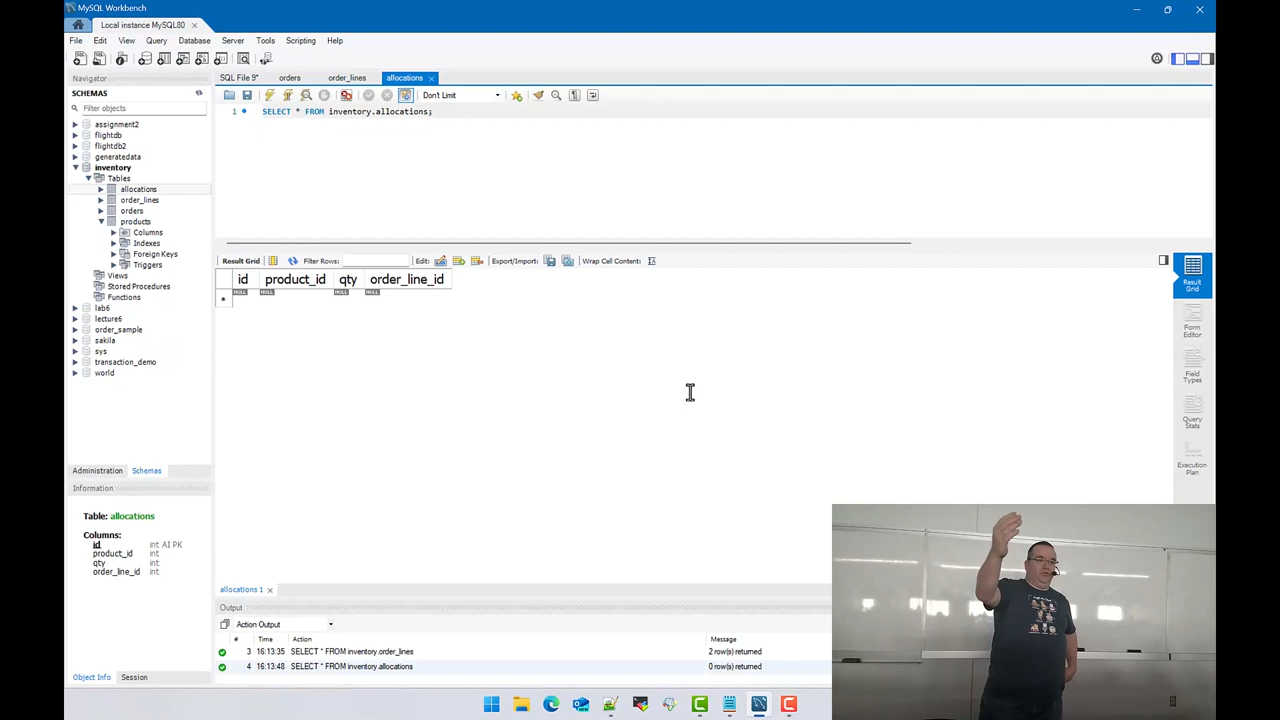 MySQL Workbench
Local instance MySQL80
File Edit View Query Database Server Tools Scripting Help
Navigator
SCHEMAS
Filter objects
assignment2
flightdb
flightdb2
generatedata
inventory
Tables
allocations
order_lines
orders
products
Columns
Indexes
Foreign Keys
Triggers
Views
Stored Procedures
Functions
lab6
lecture6
order_sample
sakila
sys
transaction_demo
world
Administration Schemas
Information
Table: allocations
Columns:
id int AI PK
product_id int
qty int
order_line_id int
Object Info Session
SQL File 9* orders order_lines allocations
Don't Limit
1 SELECT * FROM inventory.allocations;
Result Grid Filter Rows: Edit: Export/Import: Wrap Cell Content:
id product_id qty order_line_id
* NULL NULL NULL NULL
Result Grid
Form Editor
Field Types
Query Stats
Execution Plan
allocations 1
Output
Action Output
# Time Action Message
3 16:13:35 SELECT * FROM inventory.order_lines 2 row(s) returned
4 16:13:48 SELECT * FROM inventory.allocations 0 row(s) returned